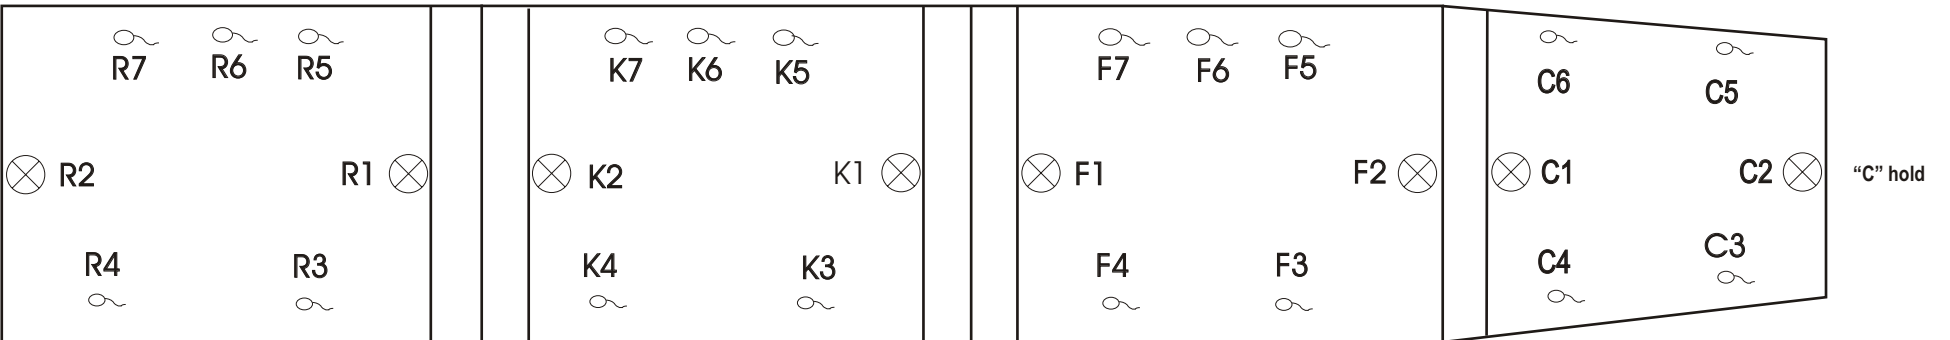 R7 R6 R5 K7 K6 K5 F7 F6 F5 C6 C5
R2 R1 K2 K1 F1 F2 C1 C2 “C” hold
R4 R3 K4 K3 F4 F3 C4 C3